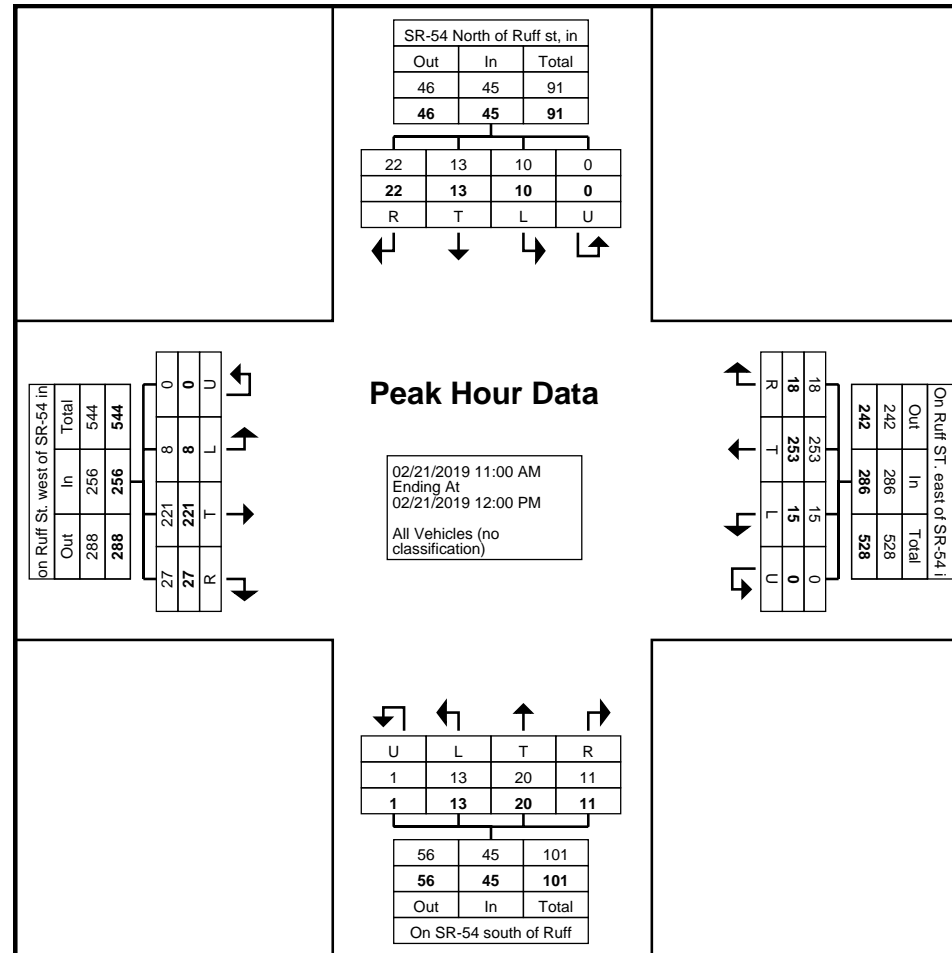 SR-54 North of Ruff st, in
Out In Total
46 45 91
46 45 91
22 13 10 0
22 13 10 0
R T L U
Peak Hour Data
02/21/2019 11:00 AM
Ending At
02/21/2019 12:00 PM
All Vehicles (no
classification)
on Ruff St. west of SR-54 in
Out In Total
288 256 544
288 256 544
27 221 8 0
27 221 8 0
R T L U
On Ruff ST. east of SR-54 i
Out In Total
242 286 528
242 286 528
18 253 15 0
18 253 15 0
R T L U
U L T R
1 13 20 11
1 13 20 11
56 45 101
56 45 101
Out In Total
On SR-54 south of Ruff